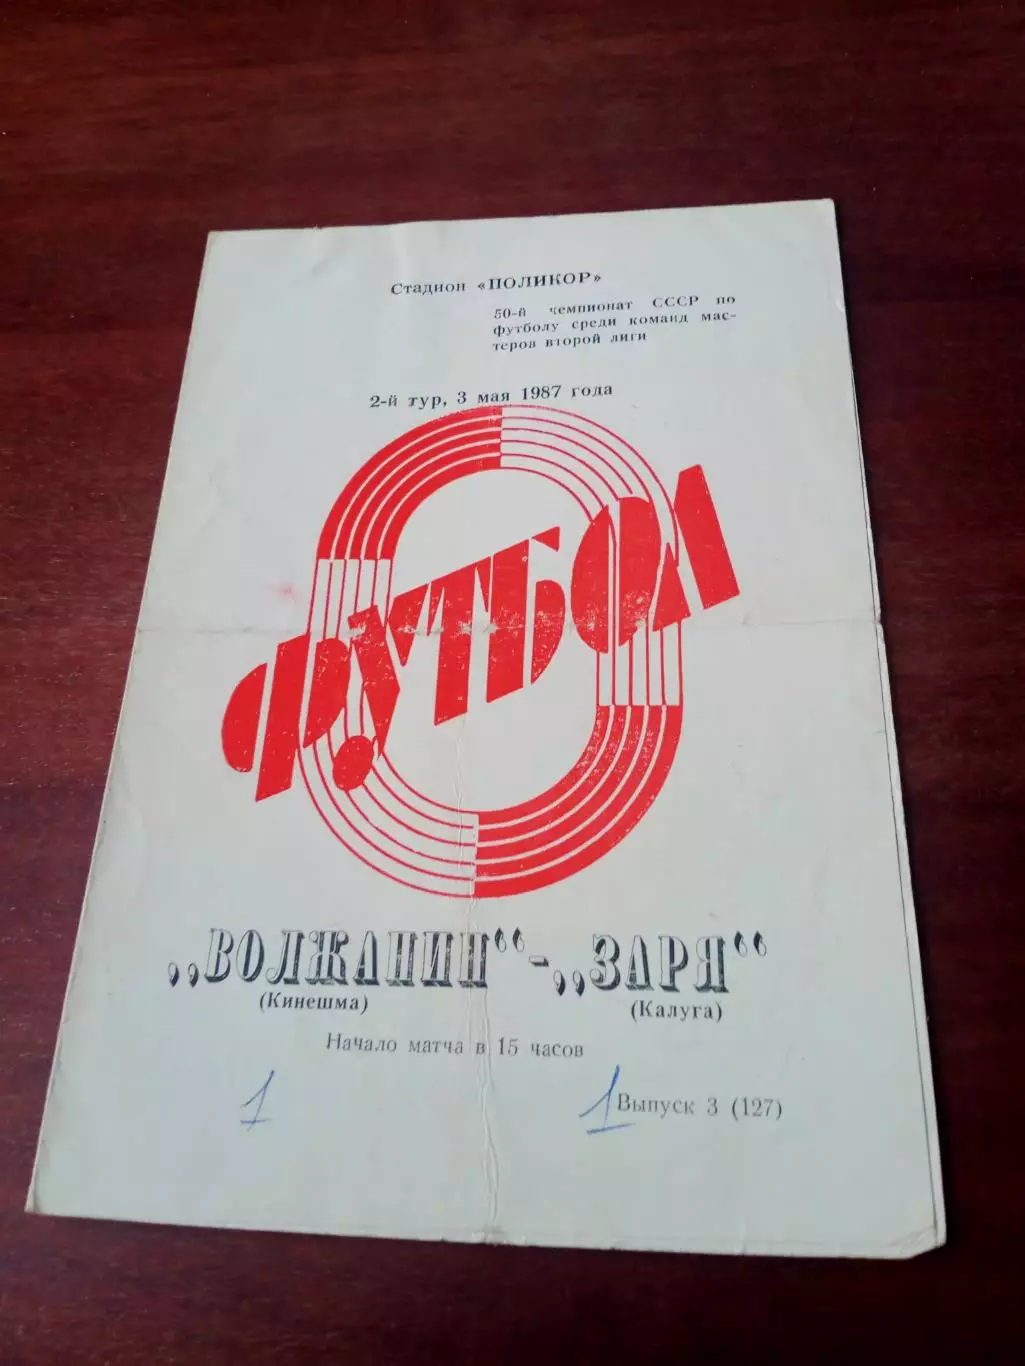 Стадион «ПОЛИКОР»
50-й чемпионат СССР по
футболу среди команд мас-
теров второй лиги
2-й тур, 3 мая 1987 года
ФУТБОЛ
„ВОЛЖАНИН“ - „ЗАРЯ“
(Кинешма) (Калуга)
Начало матча в 15 часов
1 1
Выпуск 3 (127)